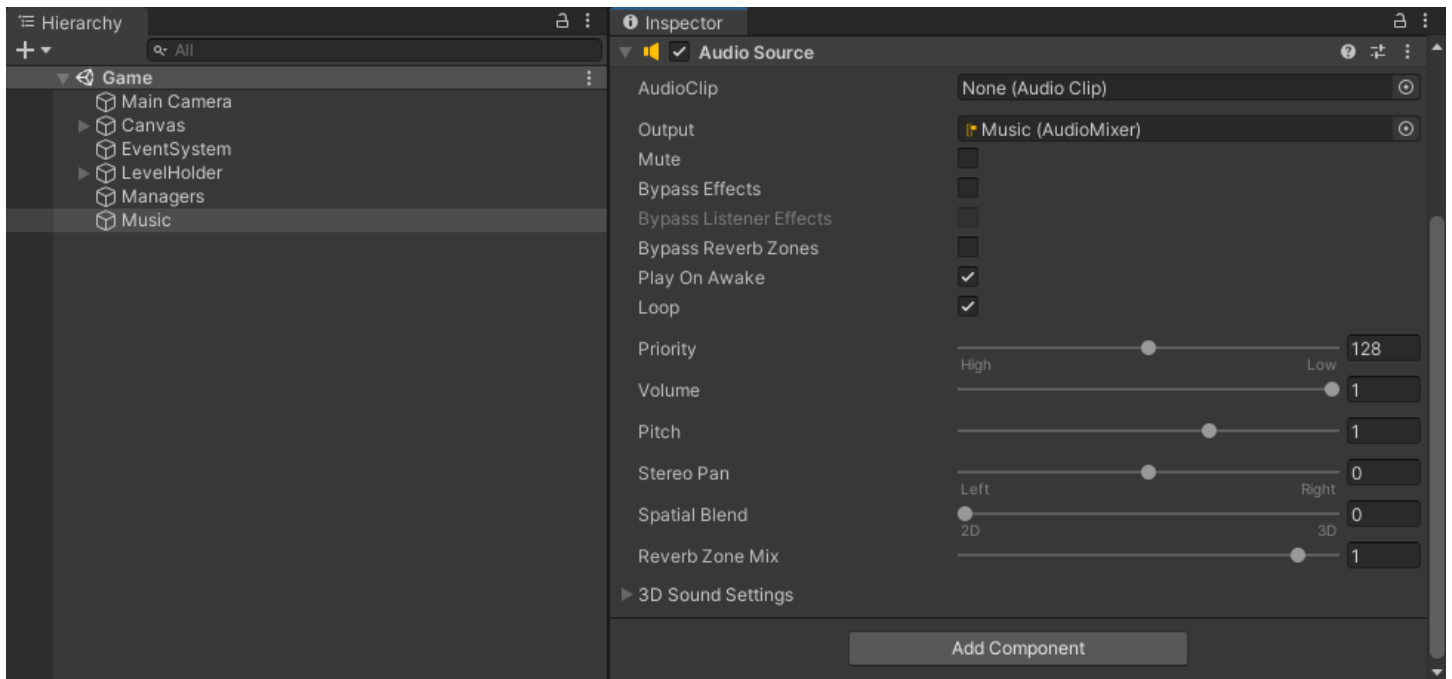 Hierarchy
All
Game
Main Camera
Canvas
EventSystem
LevelHolder
Managers
Music
Inspector
Audio Source
AudioClip None (Audio Clip)
Output Music (AudioMixer)
Mute
Bypass Effects
Bypass Listener Effects
Bypass Reverb Zones
Play On Awake
Loop
Priority 128
High Low
Volume 1
Pitch 1
Stereo Pan 0
Left Right
Spatial Blend 0
2D 3D
Reverb Zone Mix 1
3D Sound Settings
Add Component